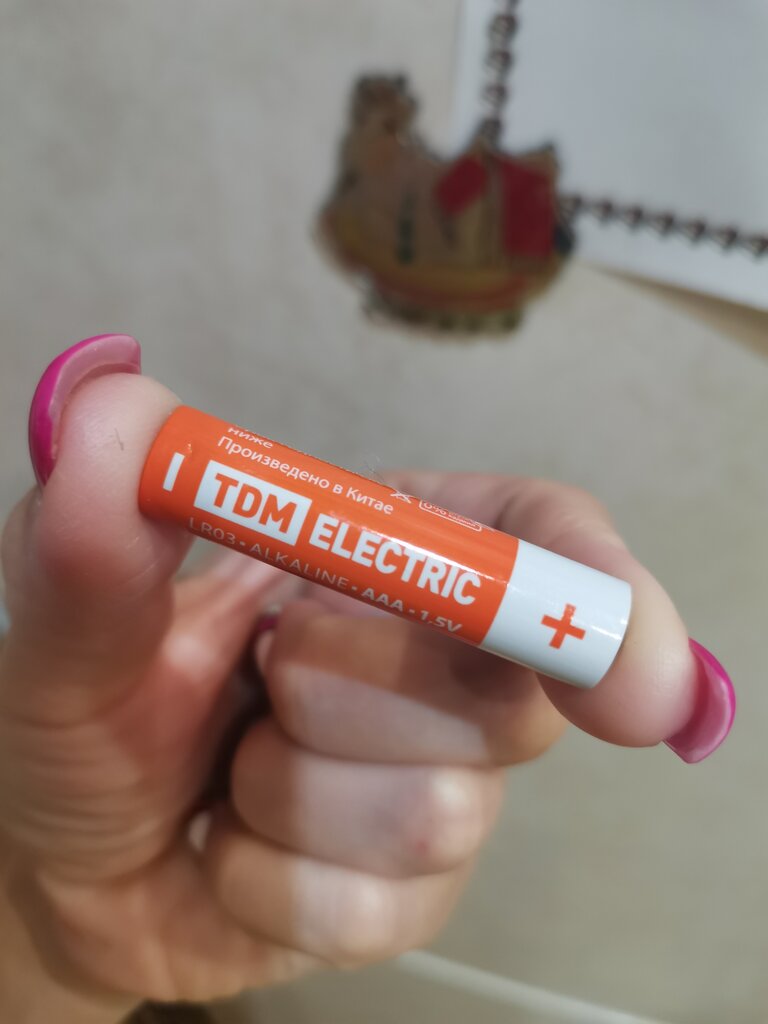 ниже
Произведено в Китае
TDM ELECTRIC
LR03 • ALKALINE • AAA • 1,5V